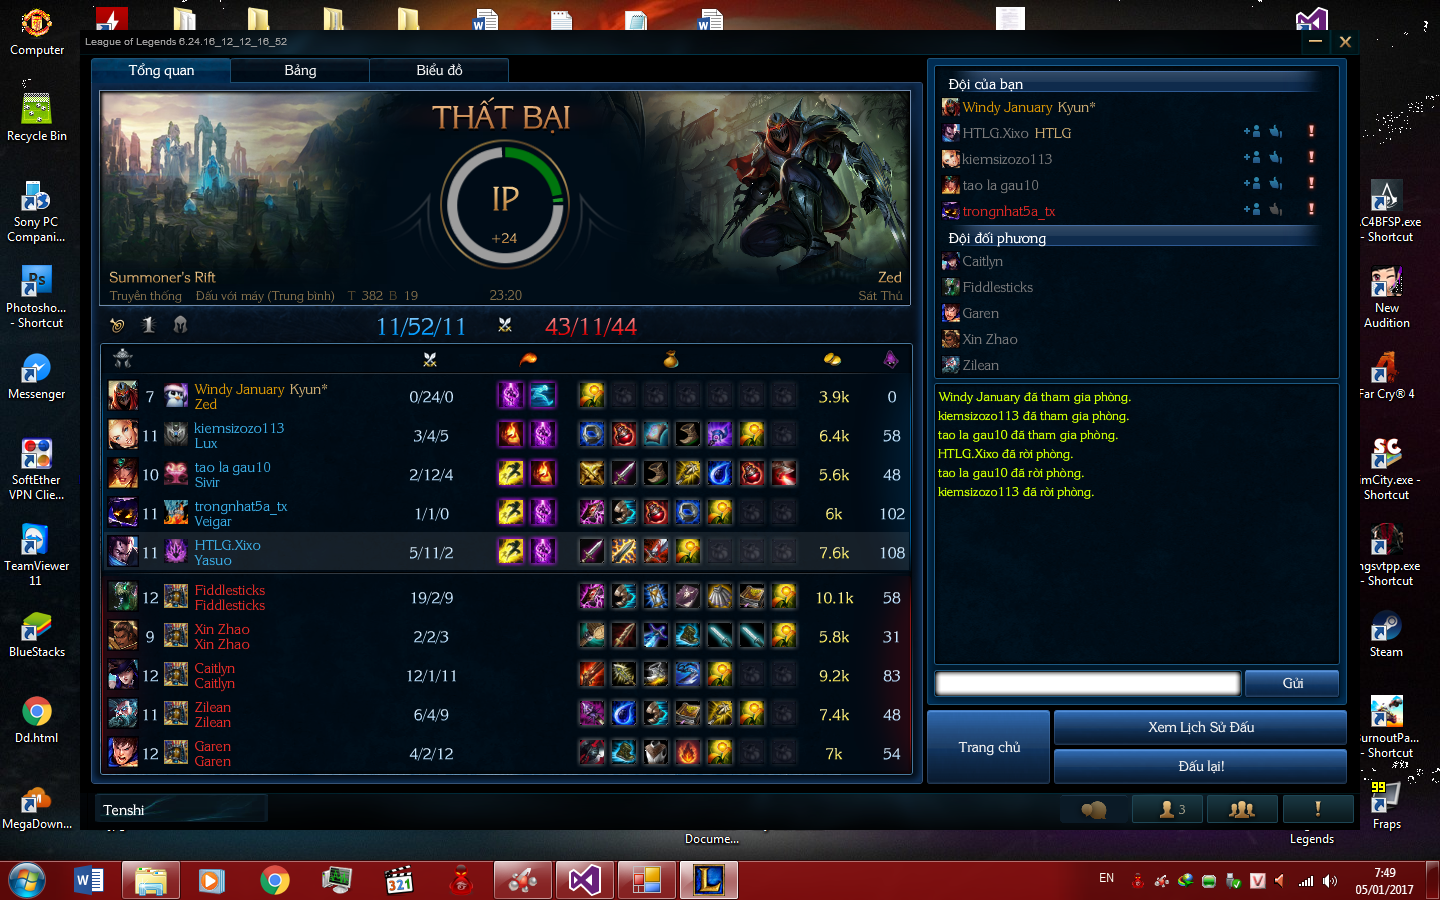 Computer
Recycle Bin
Sony PC
Compani...
Photosho...
- Shortcut
Messenger
SoftEther
VPN Clie...
TeamViewer
11
BlueStacks
Dd.html
MegaDown...
League of Legends 6.24.16_12_12_16_52
Tổng quan
Bảng
Biểu đồ
THẤT BẠI
IP
+24
Summoner's Rift
Zed
Truyền thống Đấu với máy (Trung bình) T 382 B 19
23:20
Sát Thủ
1
11/52/11
43/11/44
7 Windy January Kyun* 0/24/0 3.9k 0
Zed
11 kiemsizozo113 3/4/5 6.4k 58
Lux
10 tao la gau10 2/12/4 5.6k 48
Sivir
11 trongnhat5a_tx 1/1/0 6k 102
Veigar
11 HTLG.Xixo 5/11/2 7.6k 108
Yasuo
12 Fiddlesticks 19/2/9 10.1k 58
Fiddlesticks
9 Xin Zhao 2/2/3 5.8k 31
Xin Zhao
12 Caitlyn 12/1/11 9.2k 83
Caitlyn
11 Zilean 6/4/9 7.4k 48
Zilean
12 Garen 4/2/12 7k 54
Garen
Đội của bạn
Windy January Kyun*
HTLG.Xixo HTLG
kiemsizozo113
tao la gau10
trongnhat5a_tx
Đội đối phương
Caitlyn
Fiddlesticks
Garen
Xin Zhao
Zilean
Windy January đã tham gia phòng.
kiemsizozo113 đã tham gia phòng.
tao la gau10 đã tham gia phòng.
HTLG.Xixo đã rời phòng.
tao la gau10 đã rời phòng.
kiemsizozo113 đã rời phòng.
Gửi
Trang chủ
Xem Lịch Sử Đấu
Đấu lại!
Tenshi
3
Docume...
Legends
C4BFSP.exe
- Shortcut
New
Audition
Far Cry® 4
SC
imCity.exe -
Shortcut
ngsvtpp.exe
- Shortcut
Steam
urnoutPa...
- Shortcut
99
Fraps
321
EN
7:49
05/01/2017